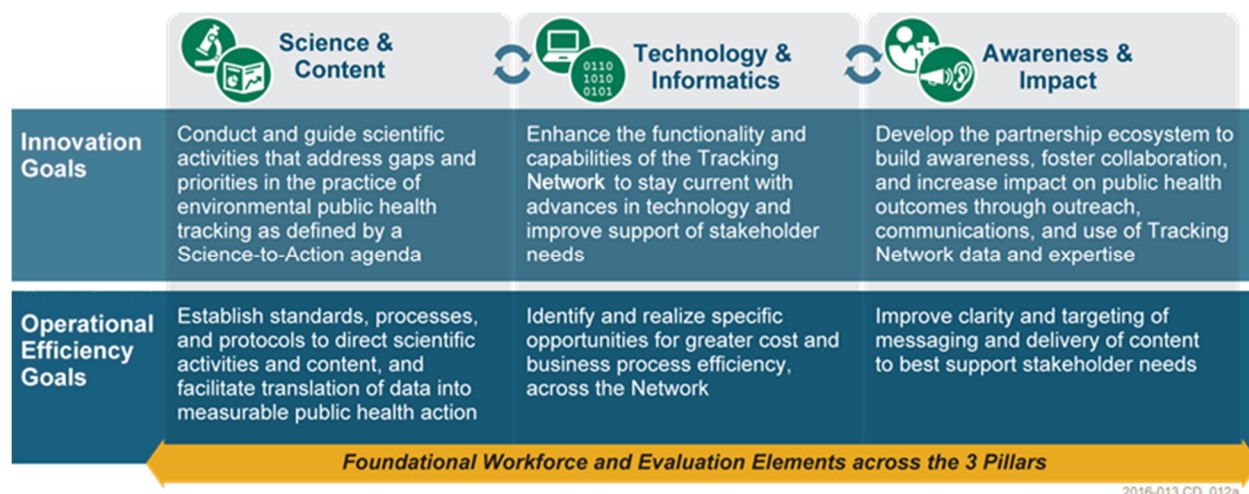 Science &
Content
Technology &
Informatics
Awareness &
Impact
0110
1010
0101
Innovation
Goals
Conduct and guide scientific
activities that address gaps and
priorities in the practice of
environmental public health
tracking as defined by a
Science-to-Action agenda
Enhance the functionality and
capabilities of the Tracking
Network to stay current with
advances in technology and
improve support of stakeholder
needs
Develop the partnership ecosystem to
build awareness, foster collaboration,
and increase impact on public health
outcomes through outreach,
communications, and use of Tracking
Network data and expertise
Operational
Efficiency
Goals
Establish standards, processes,
and protocols to direct scientific
activities and content, and
facilitate translation of data into
measurable public health action
Identify and realize specific
opportunities for greater cost and
business process efficiency,
across the Network
Improve clarity and targeting of
messaging and delivery of content
to best support stakeholder needs
Foundational Workforce and Evaluation Elements across the 3 Pillars
2016-013 CD_012a